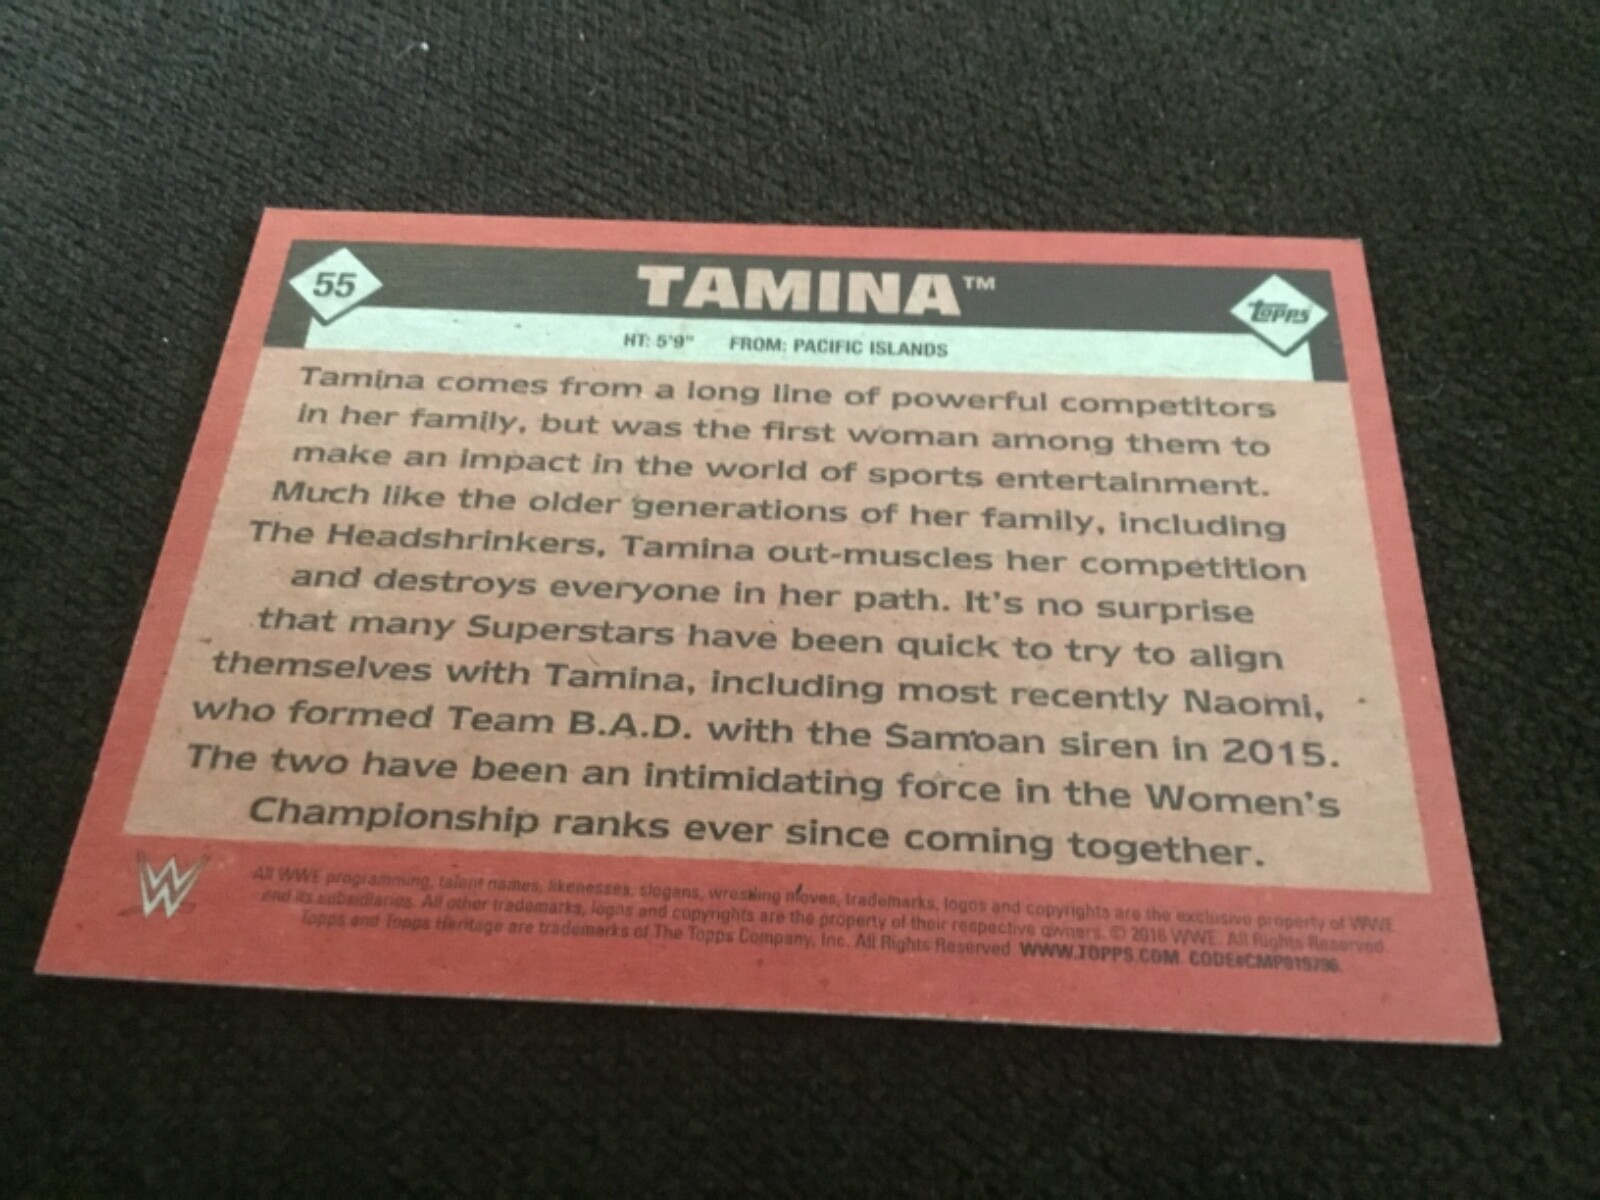 55
TAMINA™
topps
HT: 5'9" FROM: PACIFIC ISLANDS
Tamina comes from a long line of powerful competitors
in her family, but was the first woman among them to
make an impact in the world of sports entertainment.
Much like the older generations of her family, including
The Headshrinkers, Tamina out-muscles her competition
and destroys everyone in her path. It's no surprise
that many Superstars have been quick to try to align
themselves with Tamina, including most recently Naomi,
who formed Team B.A.D. with the Samoan siren in 2015.
The two have been an intimidating force in the Women's
Championship ranks ever since coming together.
W
All WWE programming, talent names, likenesses, slogans, wrestling moves, trademarks, logos and copyrights are the exclusive property of WWE
and its subsidiaries. All other trademarks, logos and copyrights are the property of their respective owners. © 2016 WWE. All Rights Reserved.
Topps and Topps Heritage are trademarks of The Topps Company, Inc. All Rights Reserved. WWW.TOPPS.COM CODE#CMP019796